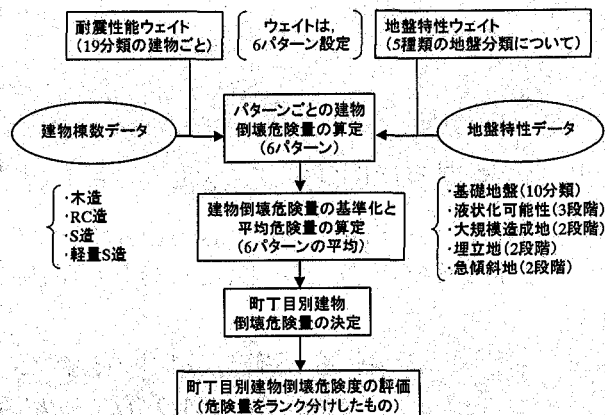 耐震性能ウェイト
(19分類の建物ごと)
ウェイトは,
6パターン設定
地盤特性ウェイト
(5種類の地盤分類について)
建物棟数データ
パターンごとの建物
倒壊危険量の算定
(6パターン)
地盤特性データ
・木造
・RC造
・S造
・軽量S造
建物倒壊危険量の基準化と
平均危険量の算定
(6パターンの平均)
・基礎地盤(10分類)
・液状化可能性(3段階)
・大規模造成地(2段階)
・埋立地(2段階)
・急傾斜地(2段階)
町丁目別建物
倒壊危険量の決定
町丁目別建物倒壊危険度の評価
(危険量をランク分けしたもの)